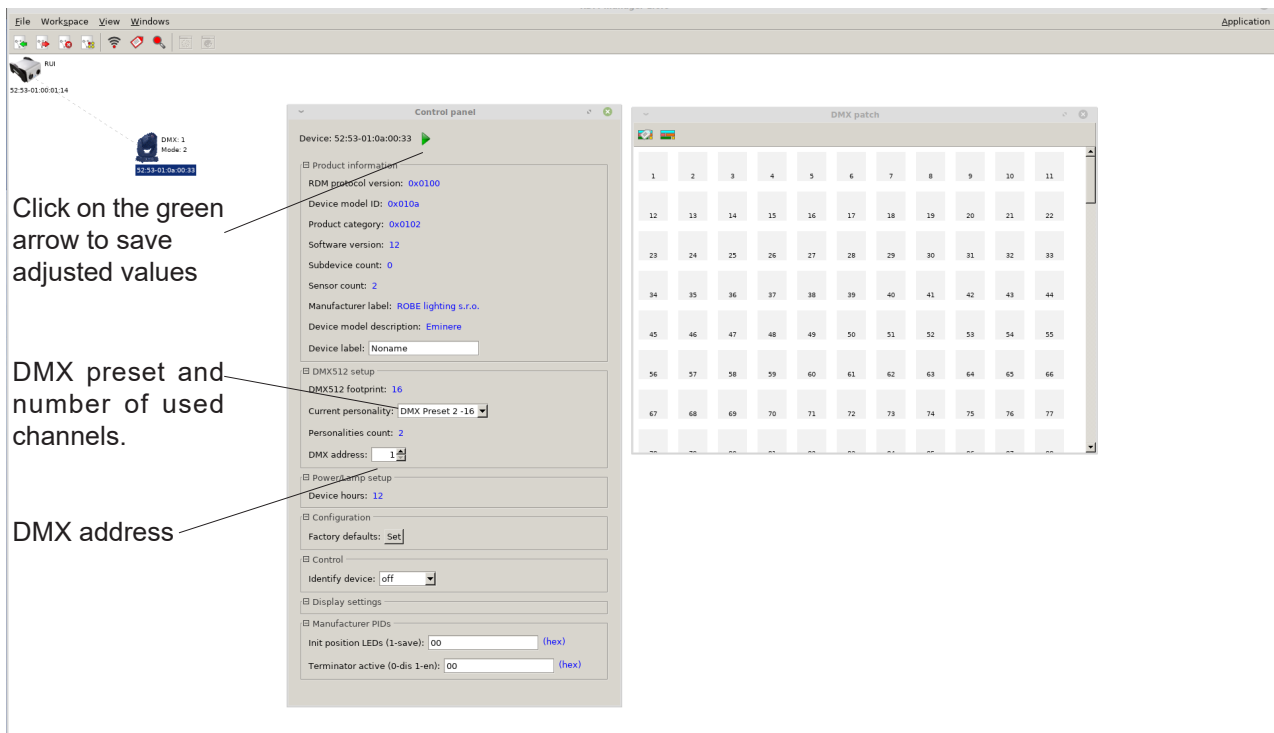 File Workspace View Windows Application
RUI
52:53-01:00:01:14
DMX: 1
Mode: 2
52:53-01:0a:00:33
Click on the green
arrow to save
adjusted values
DMX preset and
number of used
channels.
DMX address
Control panel
Device: 52:53-01:0a:00:33
Product information
RDM protocol version: 0x0100
Device model ID: 0x010a
Product category: 0x0102
Software version: 12
Subdevice count: 0
Sensor count: 2
Manufacturer label: ROBE lighting s.r.o.
Device model description: Eminere
Device label: Noname
DMX512 setup
DMX512 footprint: 16
Current personality: DMX Preset 2 -16
Personalities count: 2
DMX address: 1
Power/Lamp setup
Device hours: 12
Configuration
Factory defaults: Set
Control
Identify device: off
Display settings
Manufacturer PIDs
Init position LEDs (1-save): 00 (hex)
Terminator active (0-dis 1-en): 00 (hex)
DMX patch
1 2 3 4 5 6 7 8 9 10 11
12 13 14 15 16 17 18 19 20 21 22
23 24 25 26 27 28 29 30 31 32 33
34 35 36 37 38 39 40 41 42 43 44
45 46 47 48 49 50 51 52 53 54 55
56 57 58 59 60 61 62 63 64 65 66
67 68 69 70 71 72 73 74 75 76 77